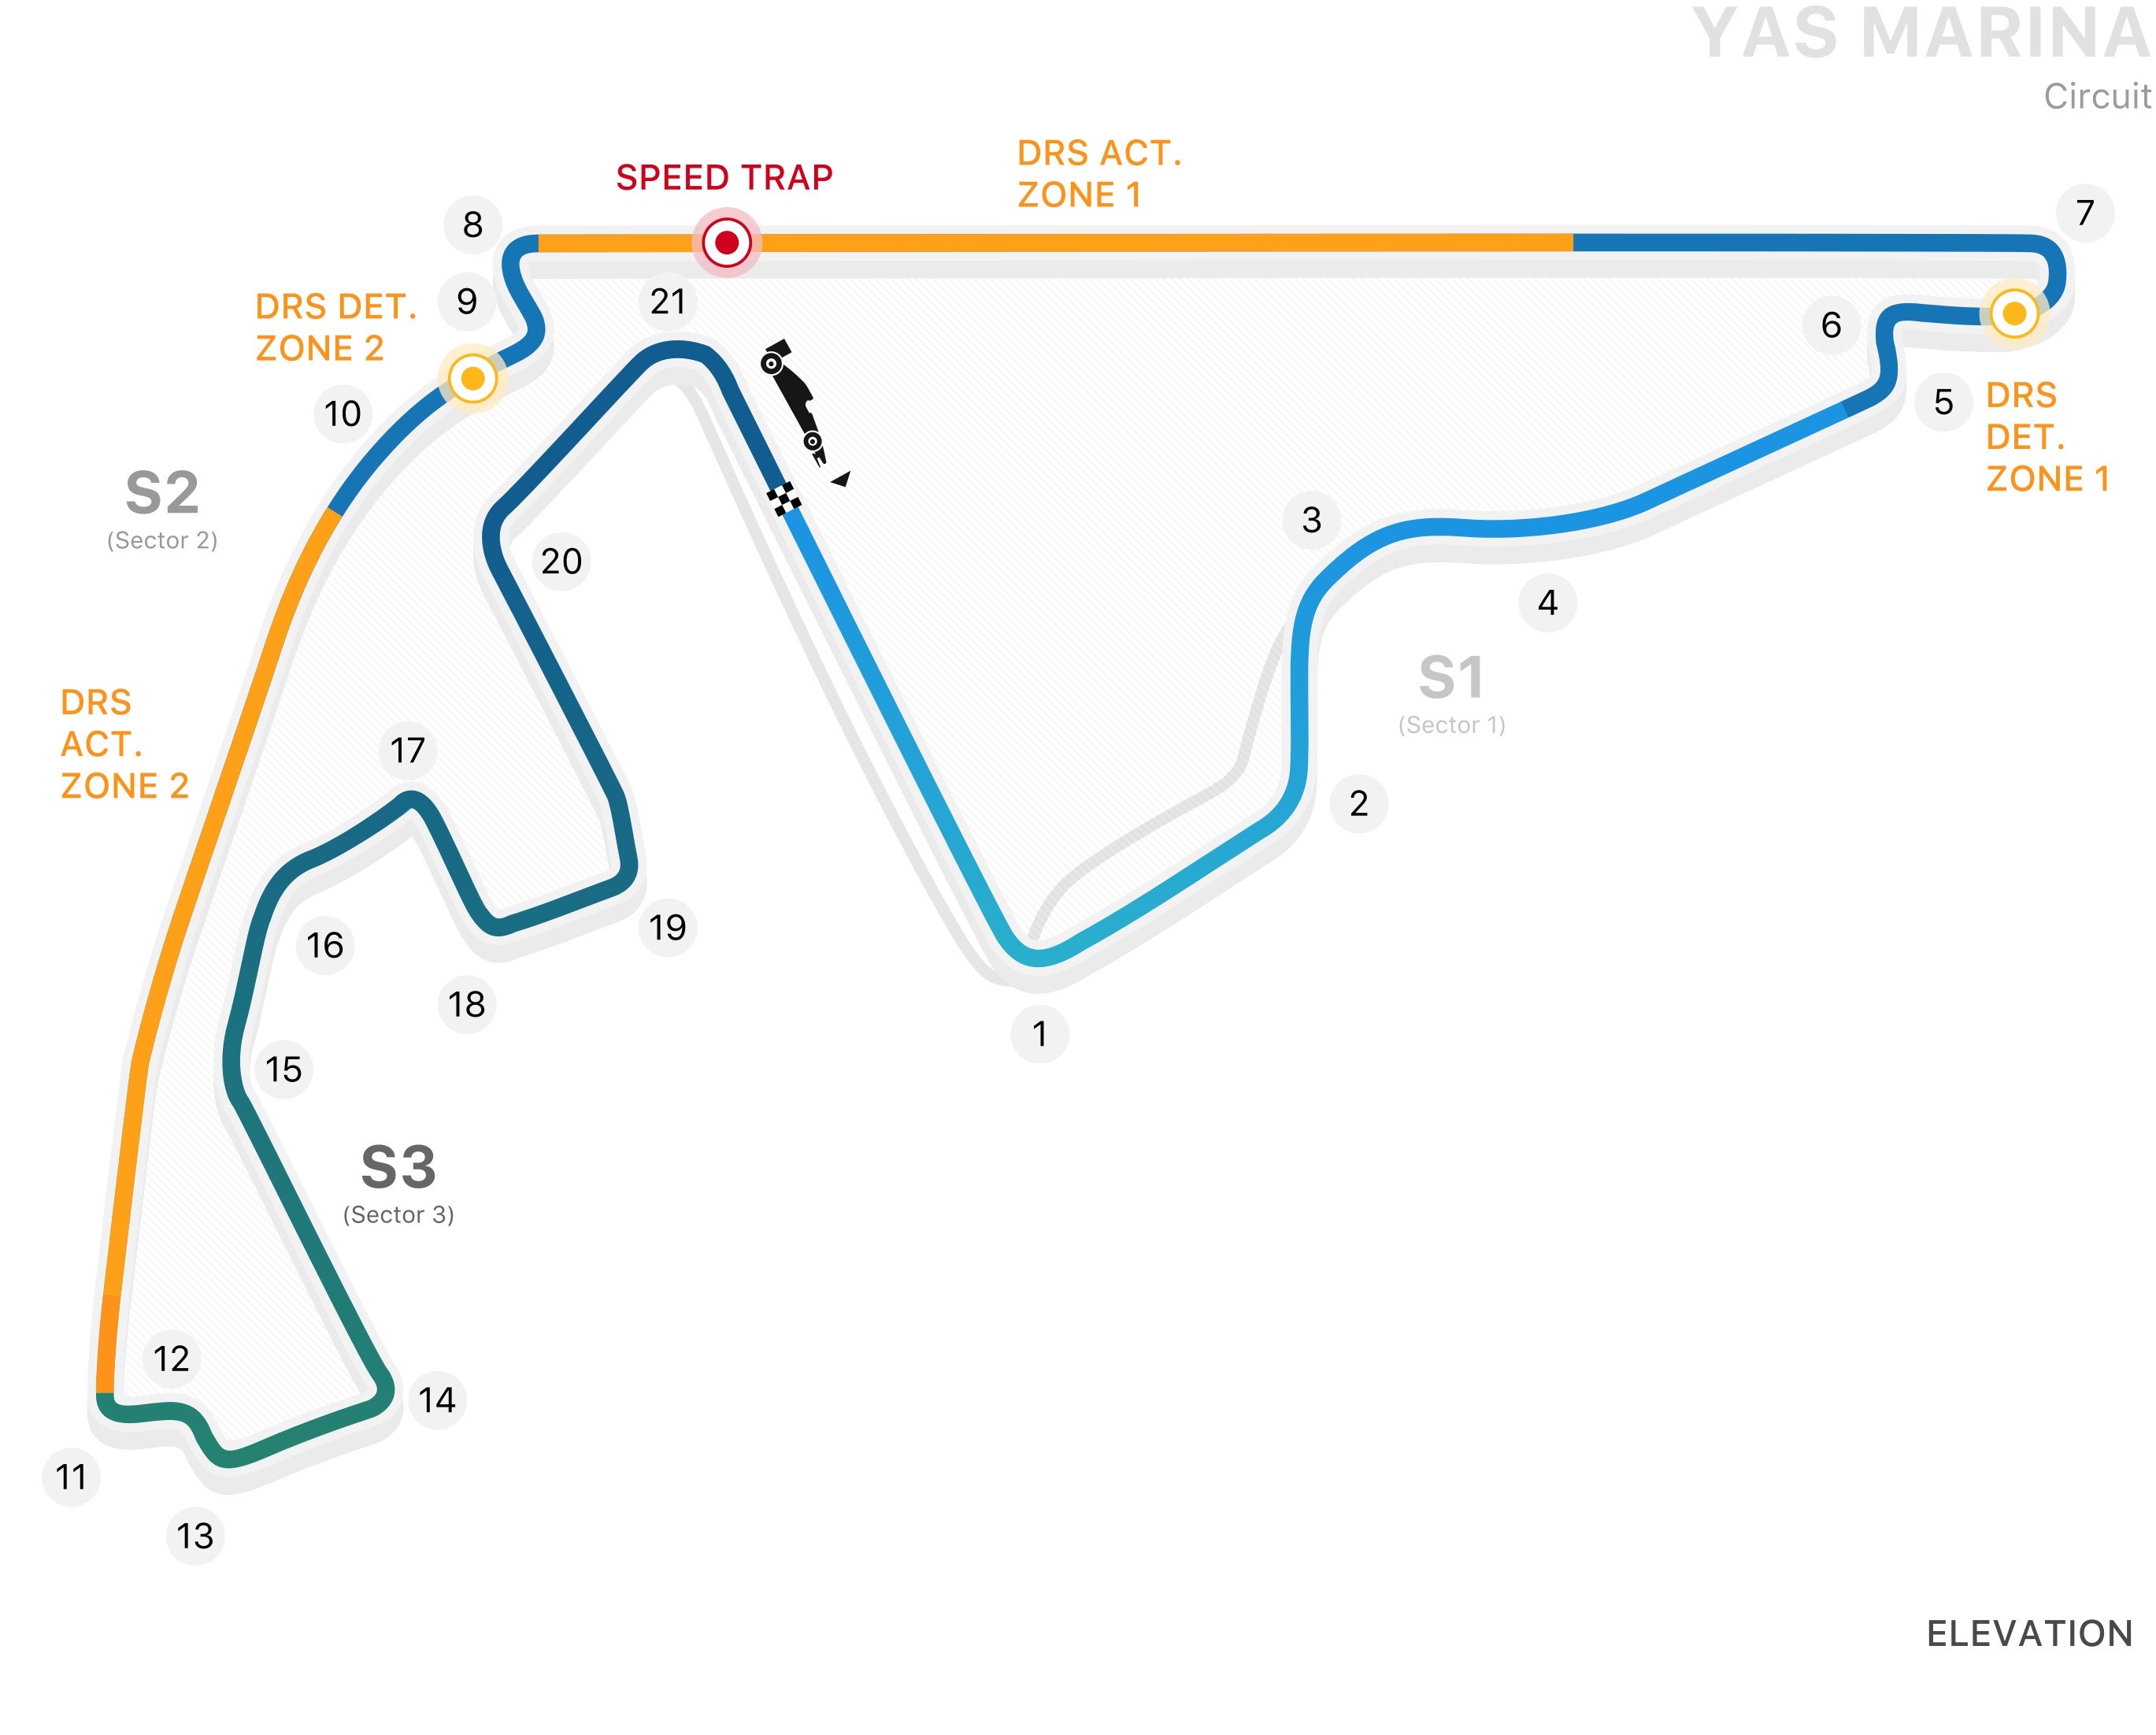 YAS MARINA
Circuit
SPEED TRAP
DRS ACT.
ZONE 1
7
8
9
21
6
DRS DET.
ZONE 2
10
5
DRS
DET.
ZONE 1
S2
(Sector 2)
3
20
4
S1
(Sector 1)
DRS
ACT.
ZONE 2
17
2
19
16
18
1
15
S3
(Sector 3)
12
14
11
13
ELEVATION